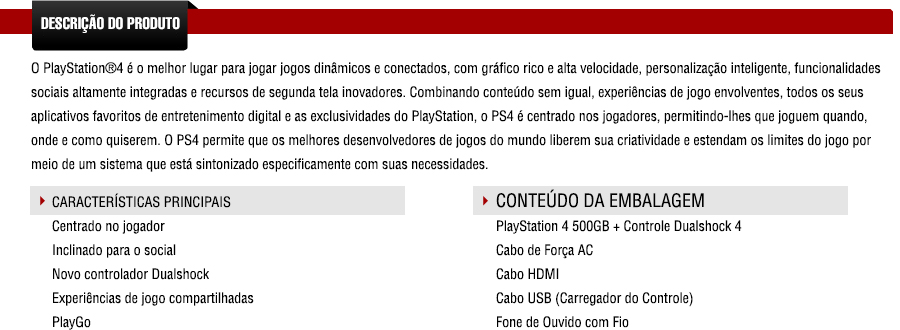 DESCRIÇÃO DO PRODUTO
O PlayStation®4 é o melhor lugar para jogar jogos dinâmicos e conectados, com gráfico rico e alta velocidade, personalização inteligente, funcionalidades
sociais altamente integradas e recursos de segunda tela inovadores. Combinando conteúdo sem igual, experiências de jogo envolventes, todos os seus
aplicativos favoritos de entretenimento digital e as exclusividades do PlayStation, o PS4 é centrado nos jogadores, permitindo-lhes que joguem quando,
onde e como quiserem. O PS4 permite que os melhores desenvolvedores de jogos do mundo liberem sua criatividade e estendam os limites do jogo por
meio de um sistema que está sintonizado especificamente com suas necessidades.
CARACTERÍSTICAS PRINCIPAIS
Centrado no jogador
Inclinado para o social
Novo controlador Dualshock
Experiências de jogo compartilhadas
PlayGo
CONTEÚDO DA EMBALAGEM
PlayStation 4 500GB + Controle Dualshock 4
Cabo de Força AC
Cabo HDMI
Cabo USB (Carregador do Controle)
Fone de Ouvido com Fio